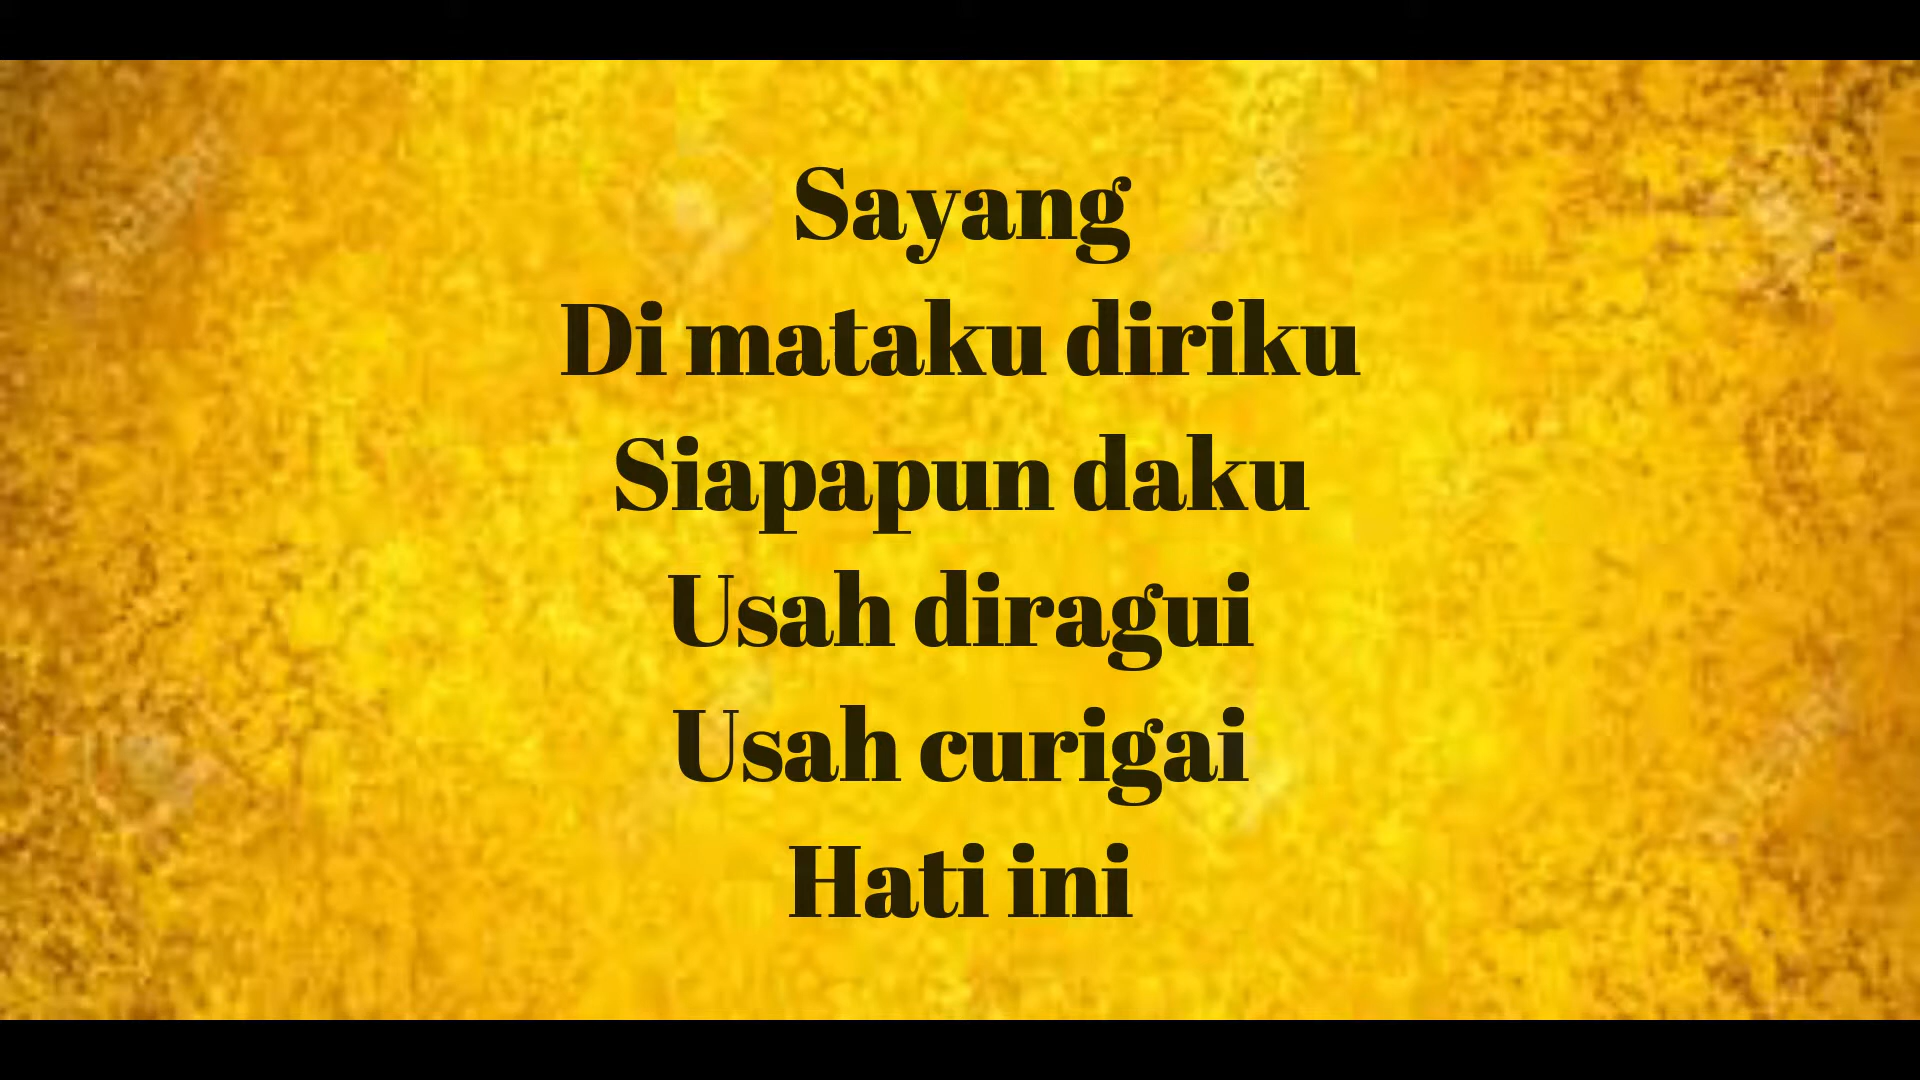 Sayang
Di mataku diriku
Siapapun daku
Usah diragui
Usah curigai
Hati ini